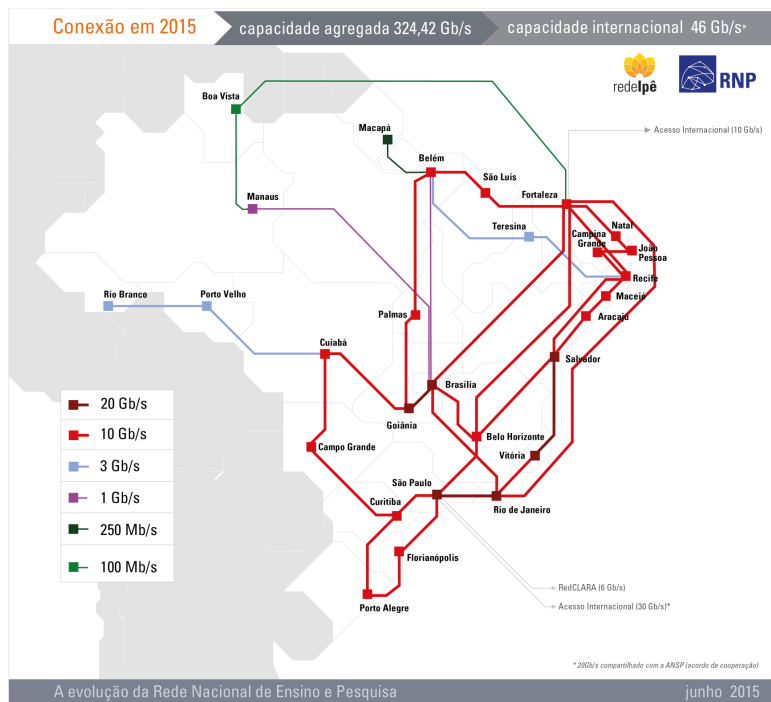 Conexão em 2015
capacidade agregada 324,42 Gb/s
capacidade internacional 46 Gb/s*
redeIpê
RNP
Boa Vista
Macapá
Acesso Internacional (10 Gb/s)
Belém
São Luís
Fortaleza
Manaus
Teresina
Natal
Campina
Grande
João
Pessoa
Recife
Rio Branco
Porto Velho
Maceió
Palmas
Aracajú
Cuiabá
Salvador
Brasília
20 Gb/s
Goiânia
10 Gb/s
Belo Horizonte
Campo Grande
Vitória
3 Gb/s
São Paulo
1 Gb/s
Curitiba
Rio de Janeiro
250 Mb/s
Florianópolis
100 Mb/s
RedCLARA (6 Gb/s)
Porto Alegre
Acesso Internacional (30 Gb/s)*
* 20Gb/s compartilhado com a ANSP (acordo de cooperação)
A evolução da Rede Nacional de Ensino e Pesquisa
junho 2015